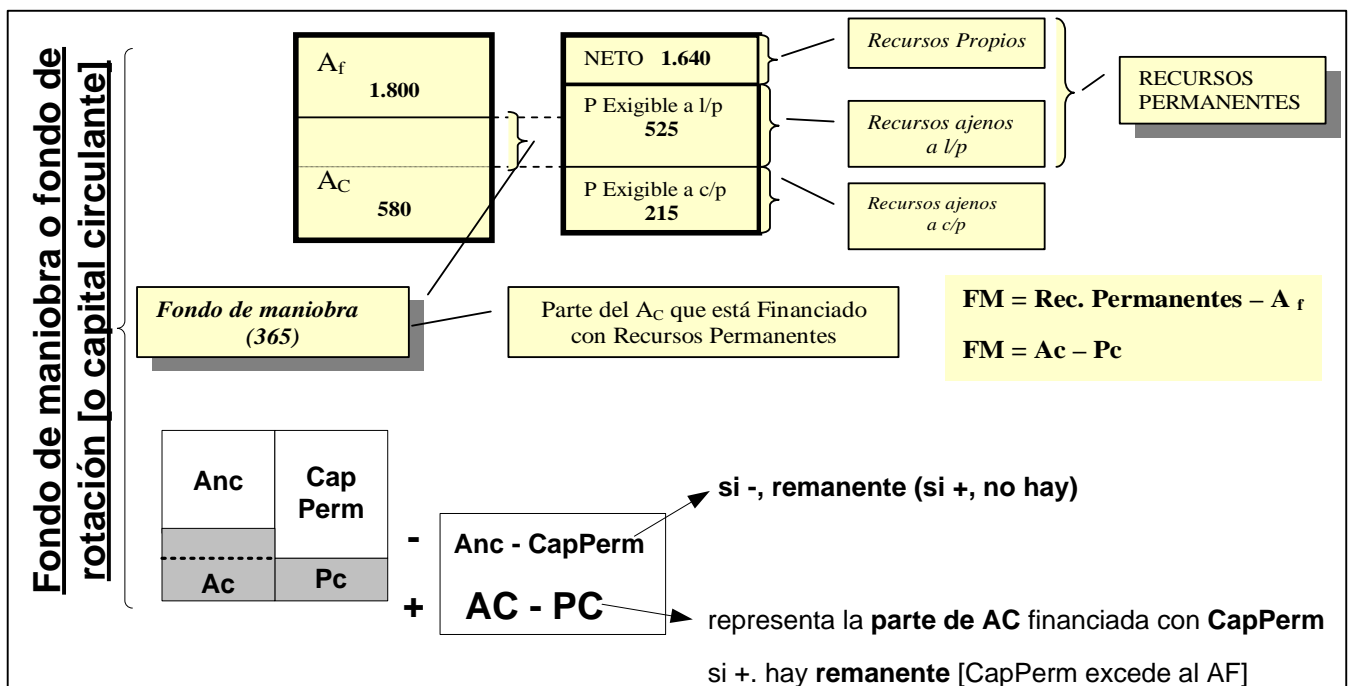 Fondo de maniobra o fondo de
rotación [o capital circulante]
Af
1.800
AC
580
NETO 1.640
P Exigible a l/p
525
P Exigible a c/p
215
Recursos Propios
Recursos ajenos
a l/p
Recursos ajenos
a c/p
RECURSOS
PERMANENTES
Fondo de maniobra
(365)
Parte del AC que está Financiado
con Recursos Permanentes
FM = Rec. Permanentes – A f
FM = Ac – Pc
Anc
Cap
Perm
Ac
Pc
-
+
Anc - CapPerm
AC - PC
si -, remanente (si +, no hay)
representa la parte de AC financiada con CapPerm
si +. hay remanente [CapPerm excede al AF]